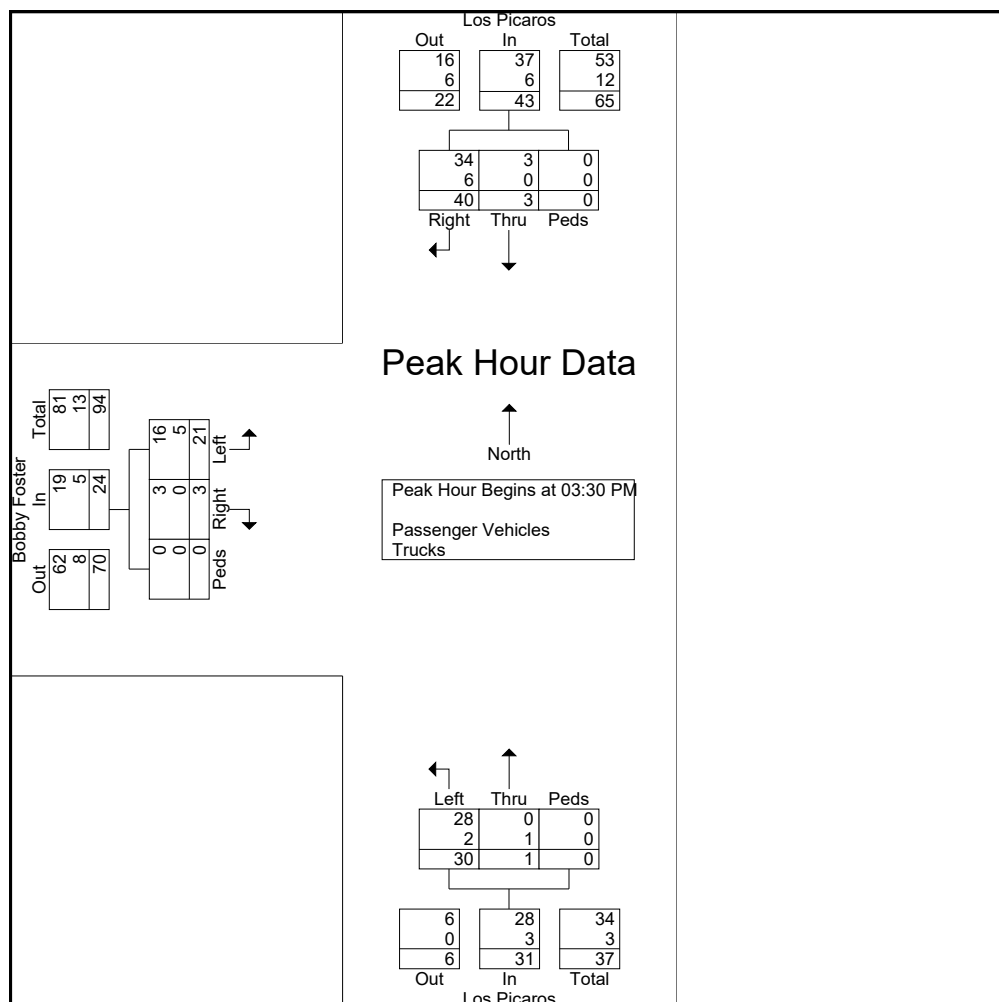 Los Picaros
Out In Total
16 37 53
6 6 12
22 43 65
34 3 0
6 0 0
40 3 0
Right Thru Peds
Peak Hour Data
North
Peak Hour Begins at 03:30 PM
Passenger Vehicles
Trucks
Bobby Foster
Out In Total
62 19 81
8 5 13
70 24 94
0 3 16
0 0 5
0 3 21
Peds Right Left
Left Thru Peds
28 0 0
2 1 0
30 1 0
6 28 34
0 3 3
6 31 37
Out In Total
Los Picaros